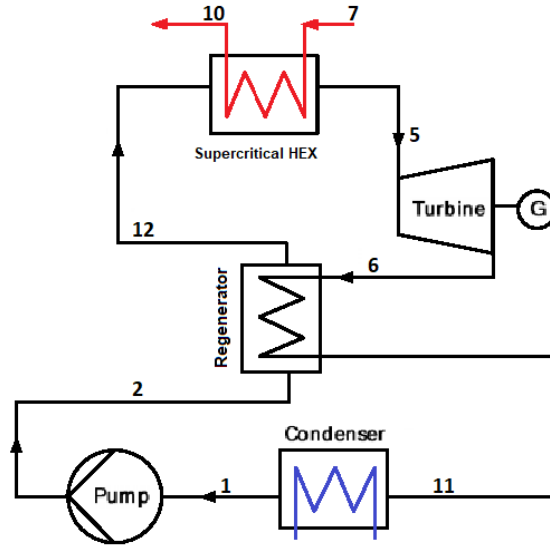 10
7
Supercritical HEX
5
Turbine
G
12
6
Regenerator
2
Condenser
Pump
1
11